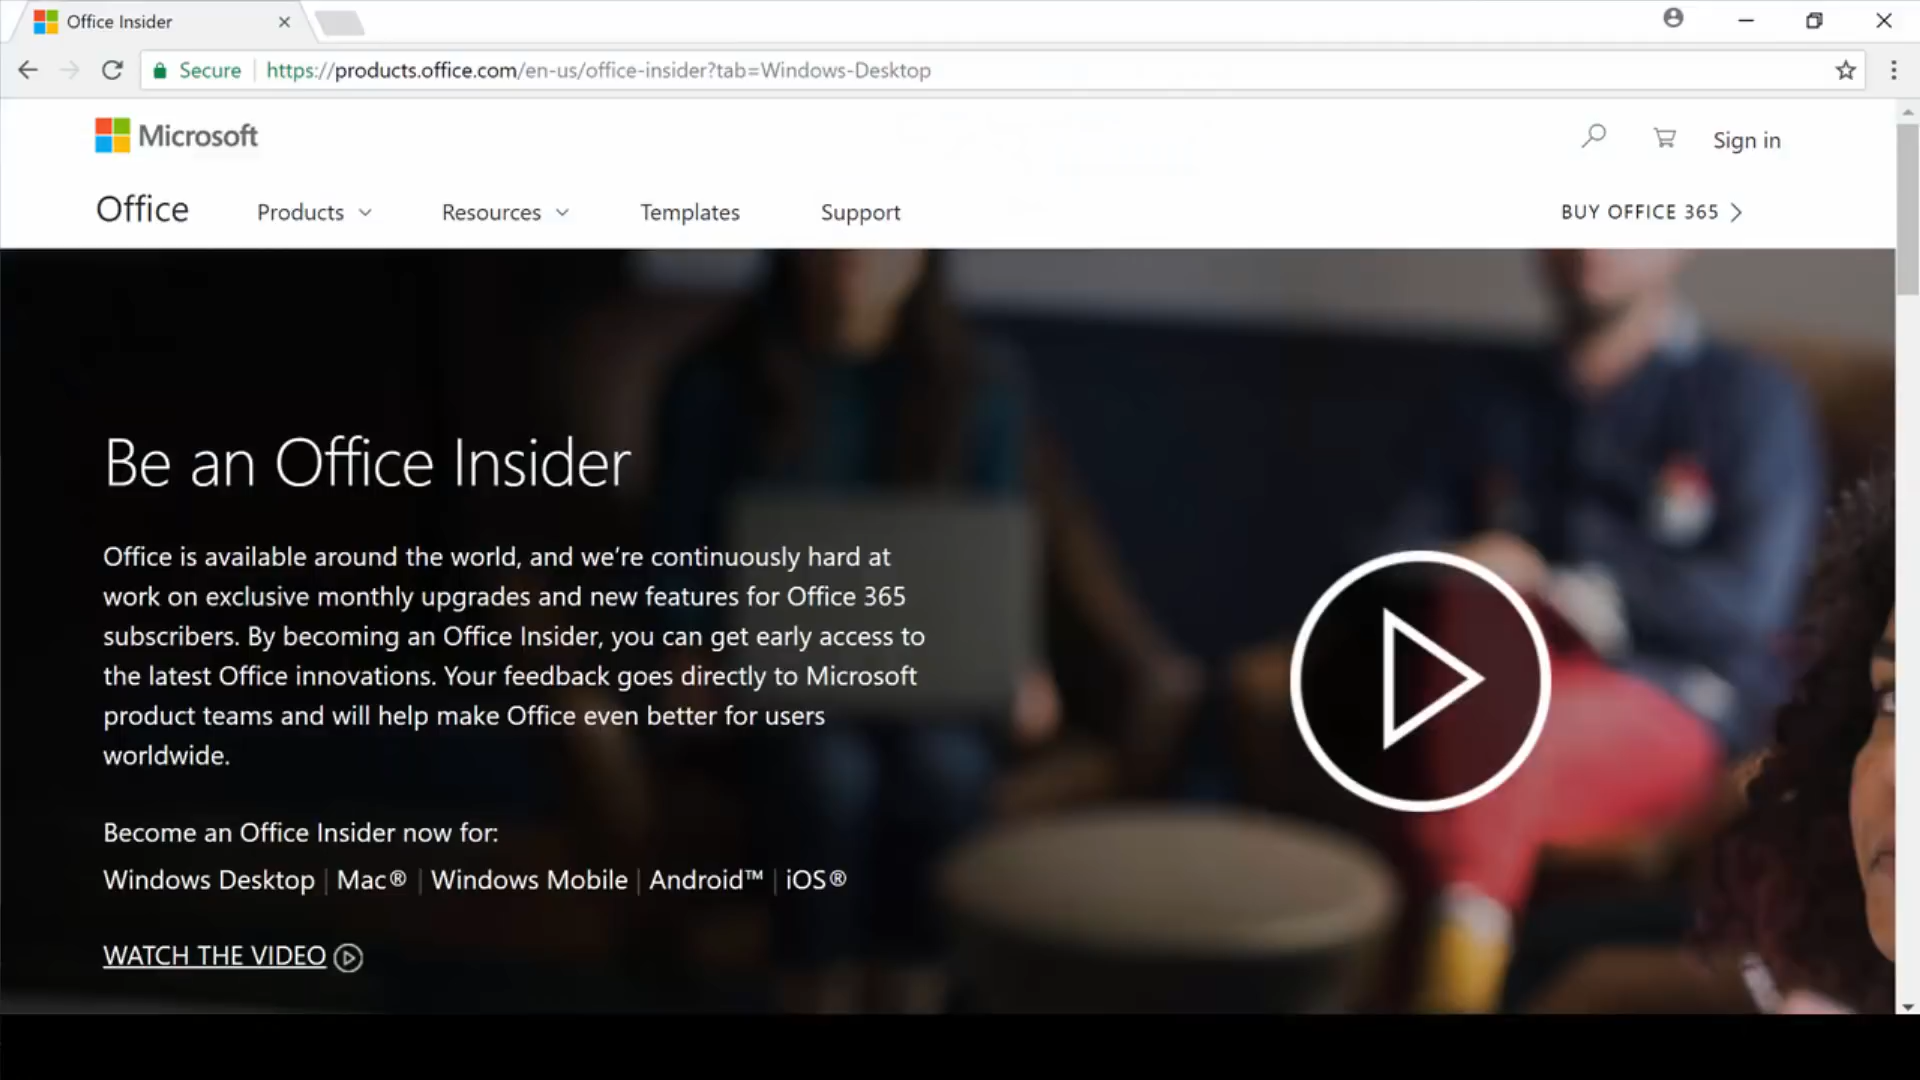 Office Insider
Secure
https://products.office.com/en-us/office-insider?tab=Windows-Desktop
Microsoft
Sign in
Office
Products
Resources
Templates
Support
BUY OFFICE 365
Be an Office Insider
Office is available around the world, and we’re continuously hard at
work on exclusive monthly upgrades and new features for Office 365
subscribers. By becoming an Office Insider, you can get early access to
the latest Office innovations. Your feedback goes directly to Microsoft
product teams and will help make Office even better for users
worldwide.
Become an Office Insider now for:
Windows Desktop | Mac® | Windows Mobile | Android™ | iOS®
WATCH THE VIDEO